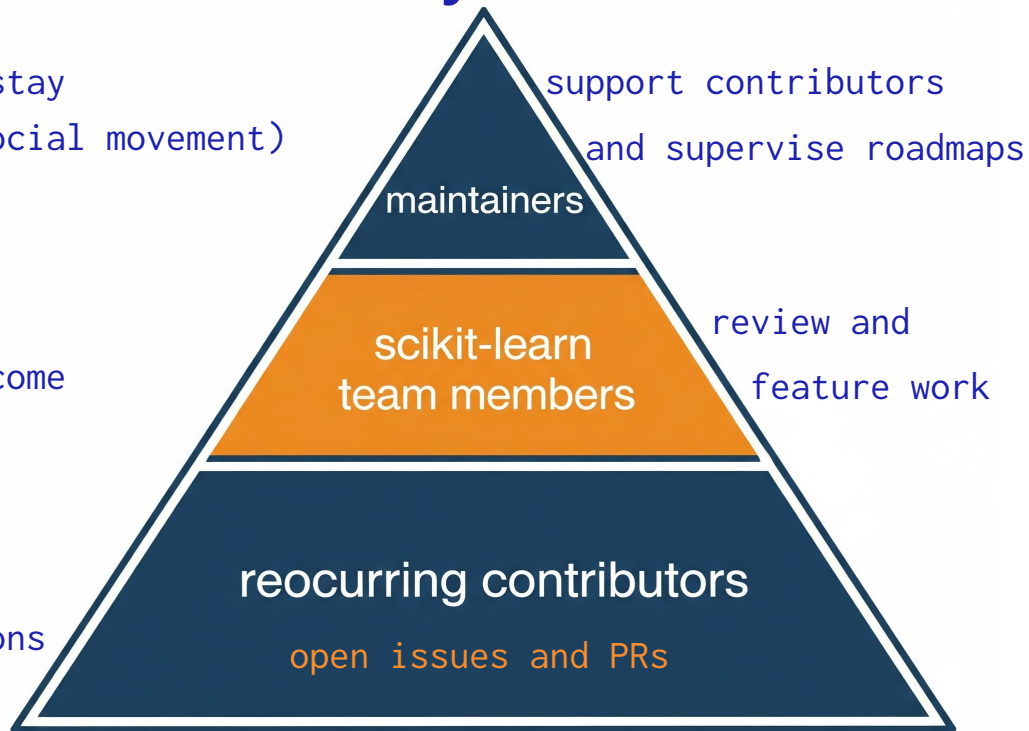 stay
support contributors
ocial movement)
and supervise roadmaps
maintainers
review and
scikit-learn
come
feature work
team members
reocurring contributors
ons
open issues and PRs